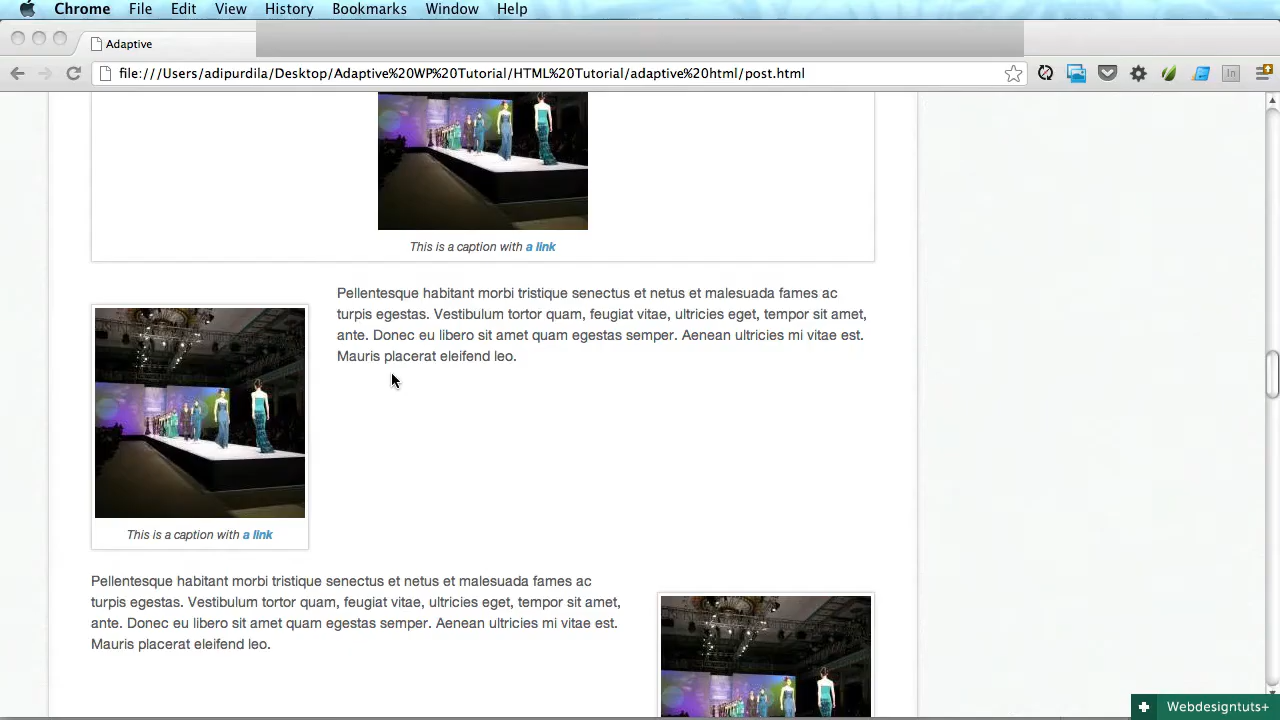 Chrome File Edit View History Bookmarks Window Help
Adaptive
file:///Users/adipurdila/Desktop/Adaptive%20WP%20Tutorial/HTML%20Tutorial/adaptive%20html/post.html
This is a caption with a link
Pellentesque habitant morbi tristique senectus et netus et malesuada fames ac
turpis egestas. Vestibulum tortor quam, feugiat vitae, ultricies eget, tempor sit amet,
ante. Donec eu libero sit amet quam egestas semper. Aenean ultricies mi vitae est.
Mauris placerat eleifend leo.
This is a caption with a link
Pellentesque habitant morbi tristique senectus et netus et malesuada fames ac
turpis egestas. Vestibulum tortor quam, feugiat vitae, ultricies eget, tempor sit amet,
ante. Donec eu libero sit amet quam egestas semper. Aenean ultricies mi vitae est.
Mauris placerat eleifend leo.
Webdesigntuts+